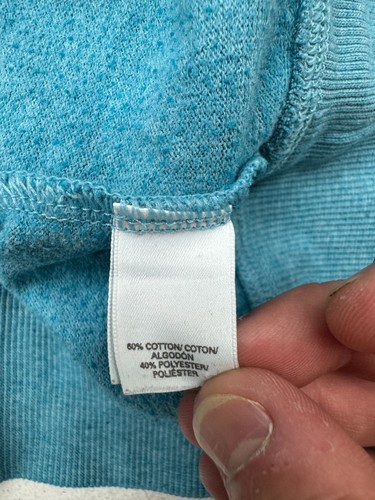 60% COTTON/ COTON/
ALGODÓN
40% POLYESTER/
POLIÉSTER